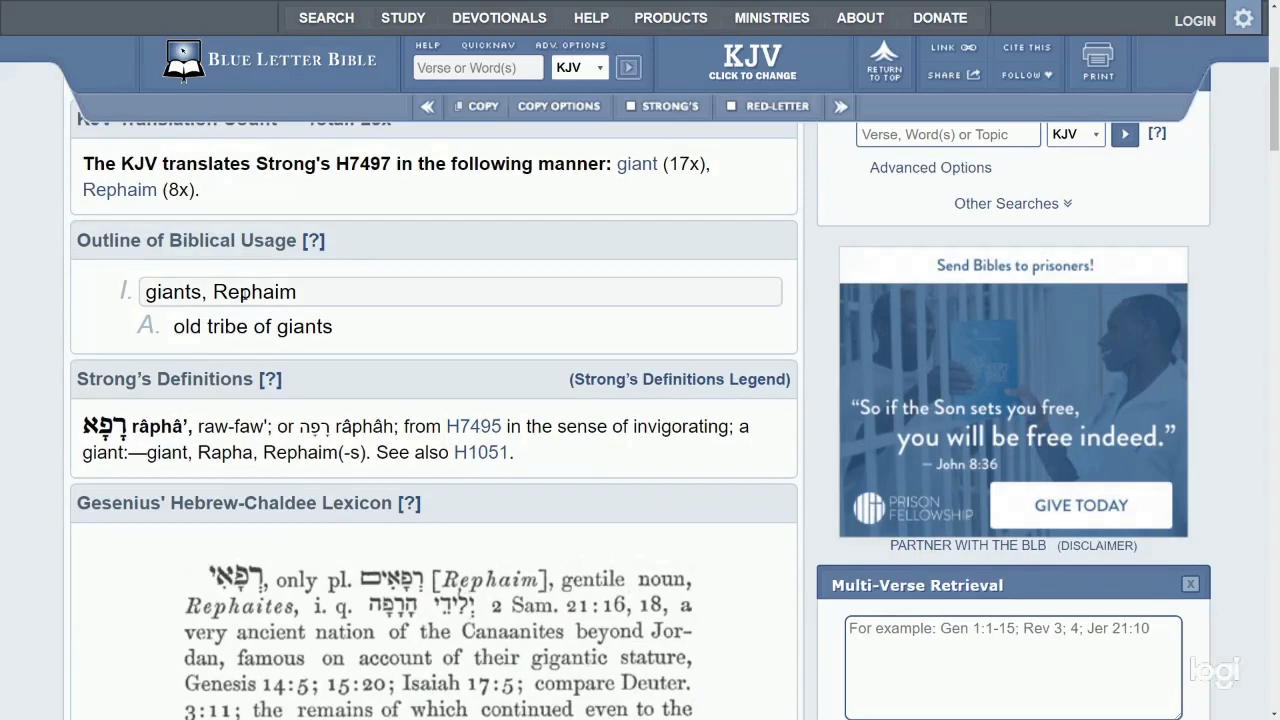 SEARCH STUDY DEVOTIONALS HELP PRODUCTS MINISTRIES ABOUT DONATE LOGIN
BLUE LETTER BIBLE
HELP QUICKNAV ADV. OPTIONS
Verse or Word(s) KJV
KJV
CLICK TO CHANGE
RETURN
TO TOP
LINK CITE THIS
SHARE FOLLOW
PRINT
COPY COPY OPTIONS STRONG'S RED-LETTER
The KJV translates Strong's H7497 in the following manner: giant (17x),
Rephaim (8x).
Outline of Biblical Usage [?]
I. giants, Rephaim
A. old tribe of giants
Strong's Definitions [?] (Strong's Definitions Legend)
רָפָא râphâʼ, raw-faw'; or רָפָה râphâh; from H7495 in the sense of invigorating; a
giant:—giant, Rapha, Rephaim(-s). See also H1051.
Gesenius' Hebrew-Chaldee Lexicon [?]
רְפָאִי, only pl. רְפָאִים [Rephaim], gentile noun,
Rephaites, i. q. יְלִידֵי הָרָפָה 2 Sam. 21:16, 18, a
very ancient nation of the Canaanites beyond Jor-
dan, famous on account of their gigantic stature,
Genesis 14:5; 15:20; Isaiah 17:5; compare Deuter.
3:11; the remains of which continued even to the
Verse, Word(s) or Topic KJV [?]
Advanced Options
Other Searches
Send Bibles to prisoners!
“So if the Son sets you free,
you will be free indeed.”
— John 8:36
PRISON
FELLOWSHIP
GIVE TODAY
PARTNER WITH THE BLB (DISCLAIMER)
Multi-Verse Retrieval X
For example: Gen 1:1-15; Rev 3; 4; Jer 21:10
logi